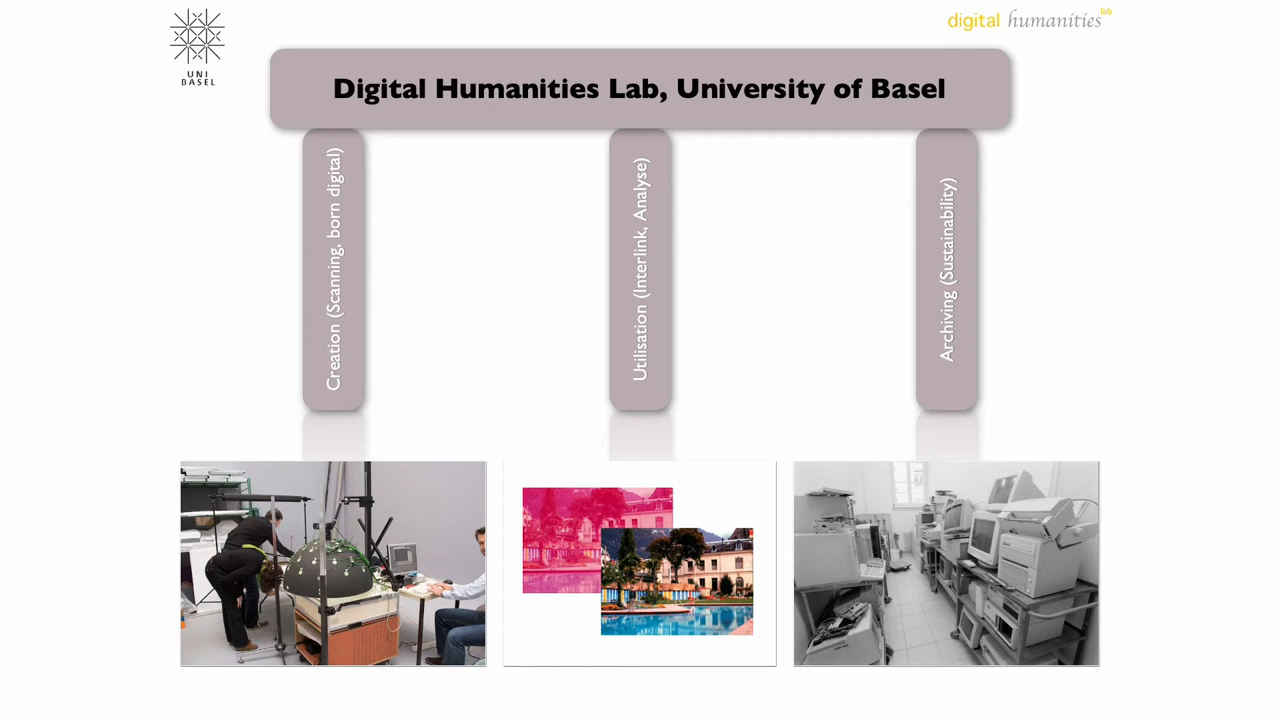 UNI
BASEL
digital humanities lab
Digital Humanities Lab, University of Basel
Creation (Scanning, born digital)
Utilisation (Interlink, Analyse)
Archiving (Sustainability)